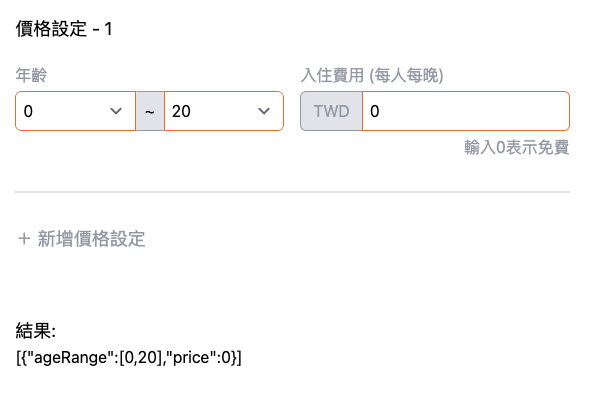 價格設定 - 1
年齡
入住費用 (每人每晚)
0 ~ 20
TWD 0
輸入0表示免費
＋ 新增價格設定
結果:
[{"ageRange":[0,20],"price":0}]